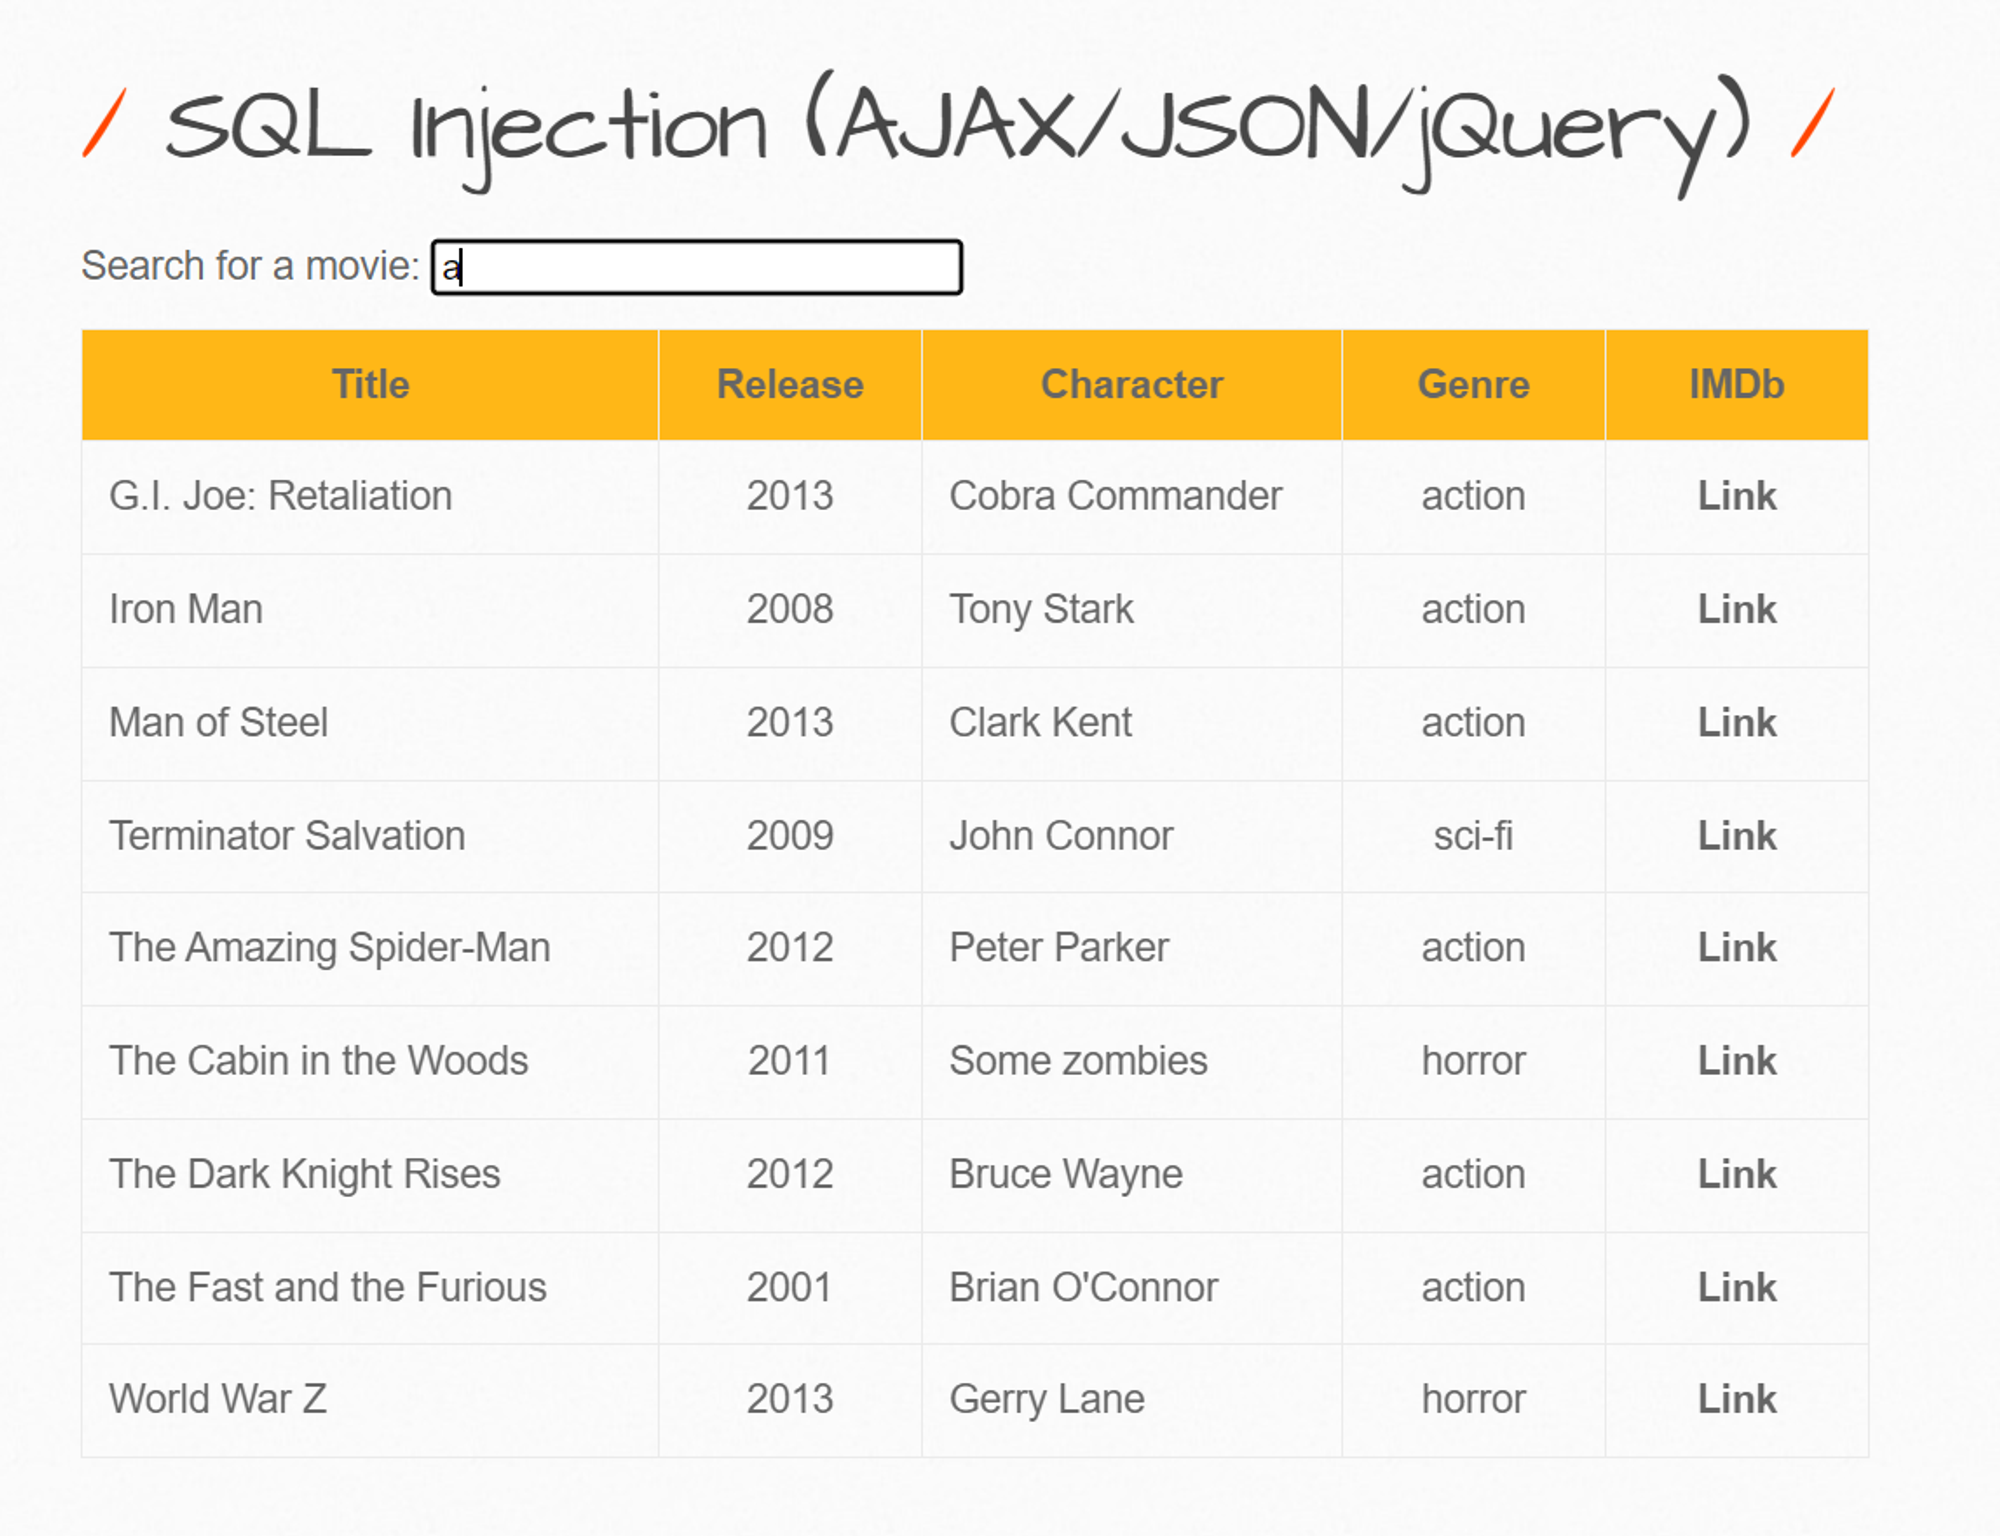 / SQL Injection (AJAX/JSON/jQuery) /
Search for a movie: a
Title Release Character Genre IMDb
G.I. Joe: Retaliation 2013 Cobra Commander action Link
Iron Man 2008 Tony Stark action Link
Man of Steel 2013 Clark Kent action Link
Terminator Salvation 2009 John Connor sci-fi Link
The Amazing Spider-Man 2012 Peter Parker action Link
The Cabin in the Woods 2011 Some zombies horror Link
The Dark Knight Rises 2012 Bruce Wayne action Link
The Fast and the Furious 2001 Brian O'Connor action Link
World War Z 2013 Gerry Lane horror Link